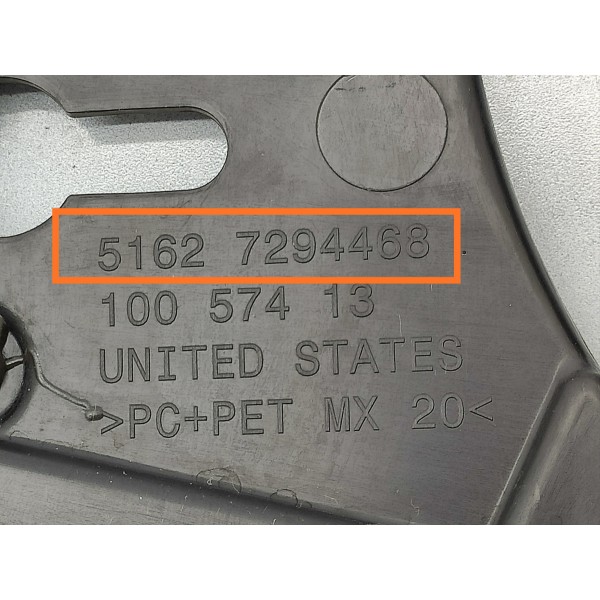 5162 7294468
100 574 13
UNITED STATES
>PC+PET MX 20<